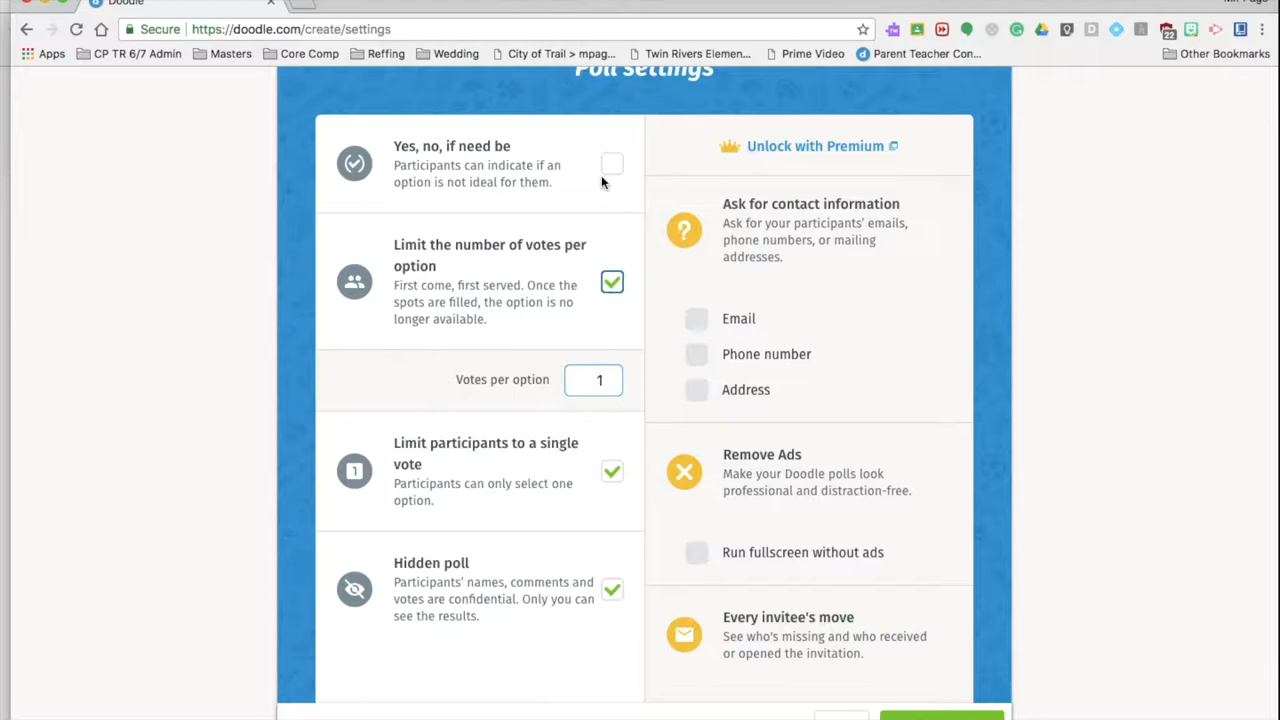 Doodle
Mr. Page
Secure https://doodle.com/create/settings
22
Apps CP TR 6/7 Admin Masters Core Comp Reffing Wedding City of Trail > mpag... Twin Rivers Elemen... Prime Video Parent Teacher Con... Other Bookmarks
Poll settings
Yes, no, if need be
Participants can indicate if an
option is not ideal for them.
Limit the number of votes per
option
First come, first served. Once the
spots are filled, the option is no
longer available.
Votes per option 1
1
Limit participants to a single
vote
Participants can only select one
option.
Hidden poll
Participants' names, comments and
votes are confidential. Only you can
see the results.
Unlock with Premium
?
Ask for contact information
Ask for your participants' emails,
phone numbers, or mailing
addresses.
Email
Phone number
Address
Remove Ads
Make your Doodle polls look
professional and distraction-free.
Run fullscreen without ads
Every invitee's move
See who's missing and who received
or opened the invitation.